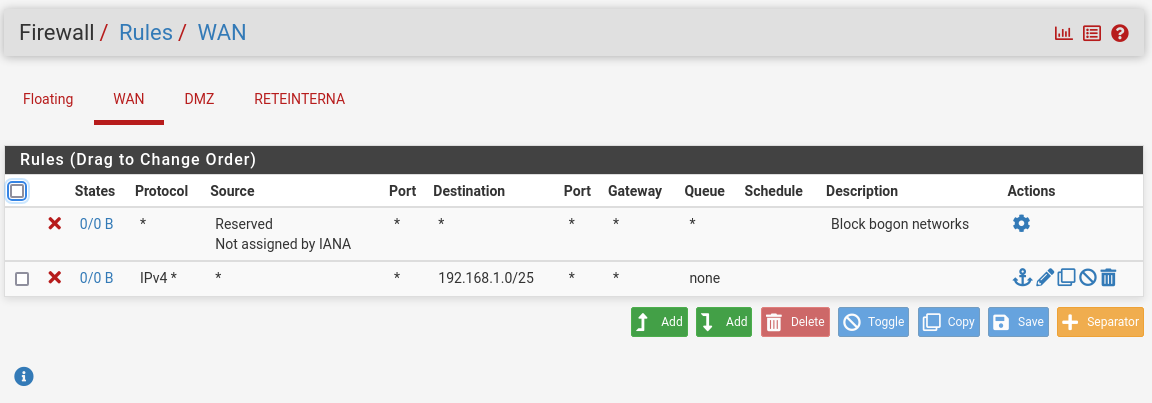 Firewall / Rules / WAN
Floating WAN DMZ RETEINTERNA
Rules (Drag to Change Order)
States Protocol Source Port Destination Port Gateway Queue Schedule Description Actions
0/0 B * Reserved * * * * * Block bogon networks
Not assigned by IANA
0/0 B IPv4 * * * 192.168.1.0/25 * * none
Add Add Delete Toggle Copy Save Separator